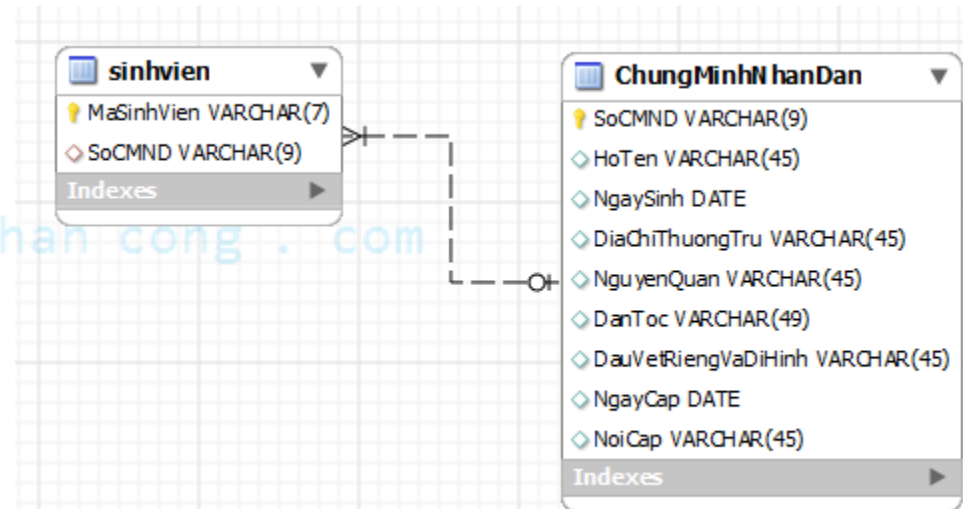 sinhvien
MaSinhVien VARCHAR(7)
SoCMND VARCHAR(9)
Indexes
han cong . com
ChungMinhNhanDan
SoCMND VARCHAR(9)
HoTen VARCHAR(45)
NgaySinh DATE
DiaChiThuongTru VARCHAR(45)
NguyenQuan VARCHAR(45)
DanToc VARCHAR(49)
DauVetRiengVaDiHinh VARCHAR(45)
NgayCap DATE
NoiCap VARCHAR(45)
Indexes